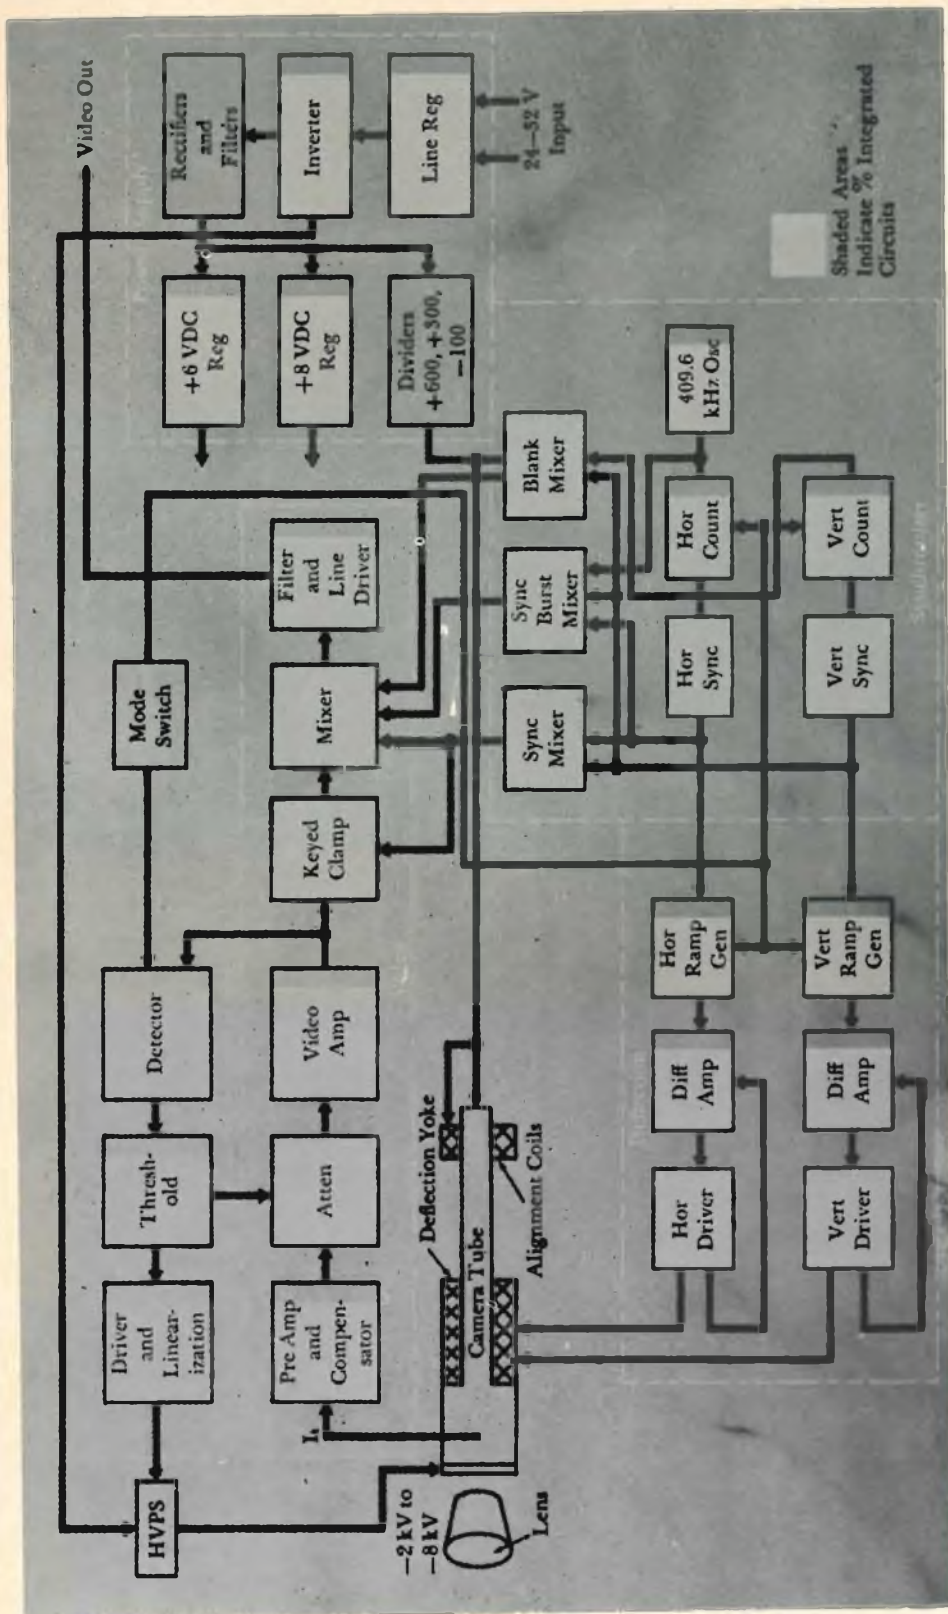 HVPS
Driver
and
Linear-
ization
Thresh-
old
Detector
Mode
Switch
Video Out
Rectifiers
and
Filters
Inverter
Line Reg
24–32 V
Input
+6 VDC
Reg
+8 VDC
Reg
Dividers
+600, +300,
−100
Pre Amp
and
Compen-
sator
Atten
Video
Amp
Keyed
Clamp
Mixer
Filter
and
Line
Driver
−2 kV to
−8 kV
Lens
Deflection Yoke
Camera Tube
Alignment Coils
Sync
Mixer
Sync
Burst
Mixer
Blank
Mixer
Hor
Driver
Diff
Amp
Hor
Ramp
Gen
Hor
Sync
Hor
Count
409.6
kHz Osc
Vert
Driver
Diff
Amp
Vert
Ramp
Gen
Vert
Sync
Vert
Count
Shaded Areas
Indicate % Integrated
Circuits